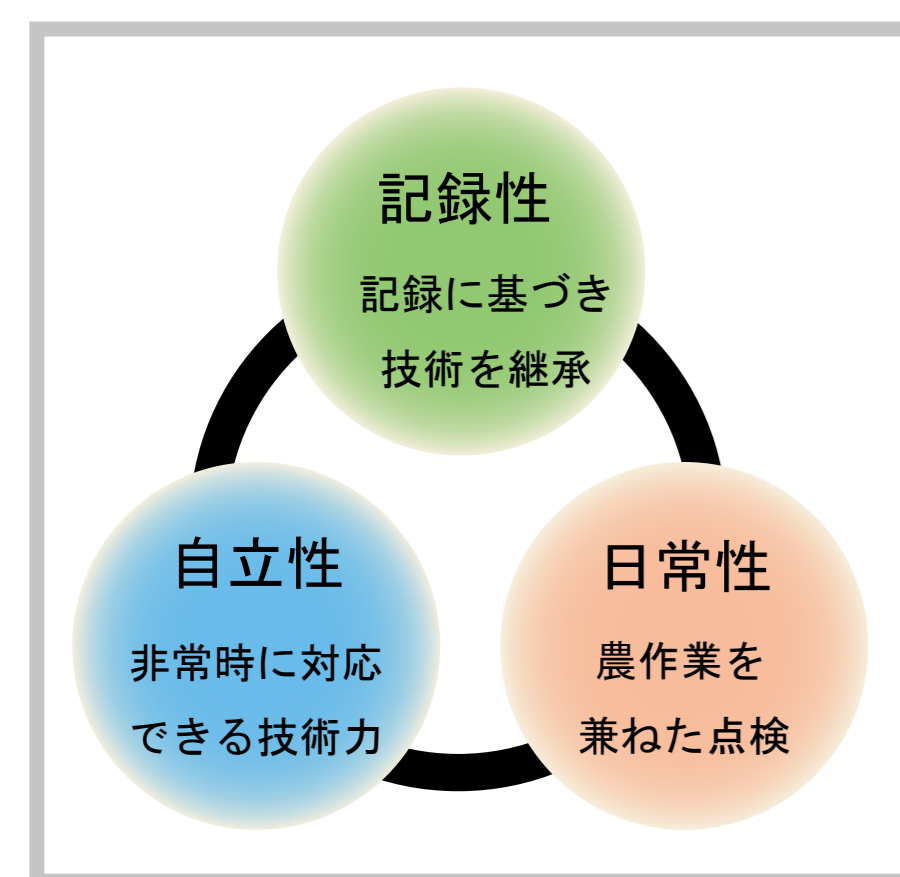 記録性
記録に基づき
技術を継承
自立性
非常時に対応
できる技術力
日常性
農作業を
兼ねた点検